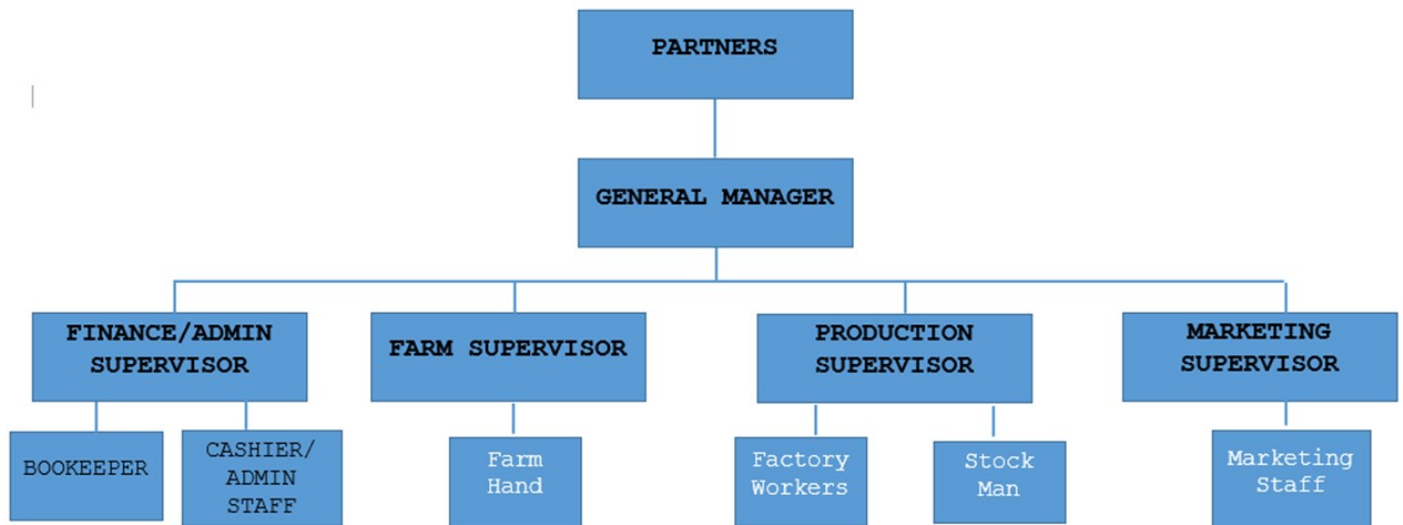 PARTNERS
GENERAL MANAGER
FINANCE/ADMIN
SUPERVISOR
FARM SUPERVISOR
PRODUCTION
SUPERVISOR
MARKETING
SUPERVISOR
BOOKEEPER
CASHIER/
ADMIN
STAFF
Farm
Hand
Factory
Workers
Stock
Man
Marketing
Staff